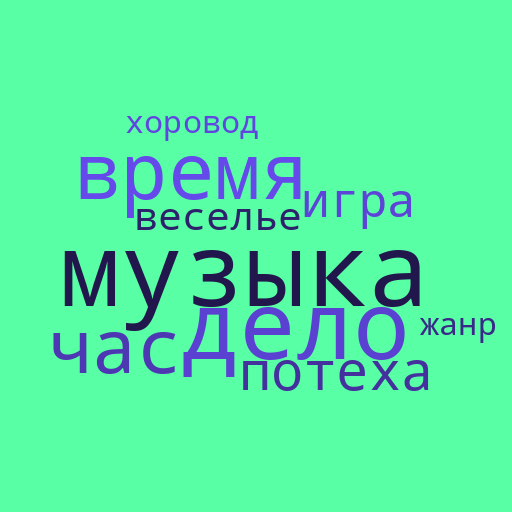 хоровод
время
игра
веселье
музыка
дело
жанр
час
потеха